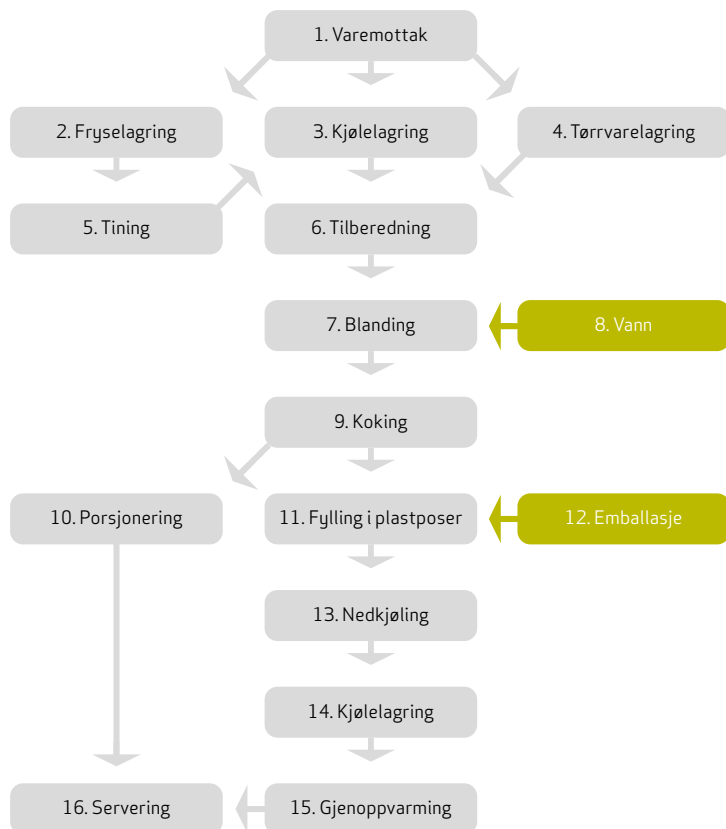 1. Varemottak
2. Fryselagring
3. Kjølelagring
4. Tørrvarelagring
5. Tining
6. Tilberedning
7. Blanding
8. Vann
9. Koking
10. Porsjonering
11. Fylling i plastposer
12. Emballasje
13. Nedkjøling
14. Kjølelagring
16. Servering
15. Gjenoppvarming